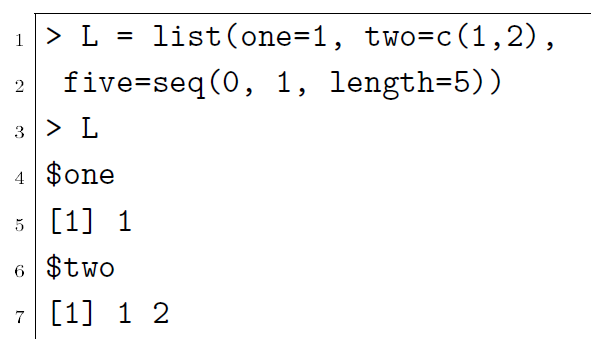 1 > L = list(one=1, two=c(1,2),
2  five=seq(0, 1, length=5))
3 > L
4 $one
5 [1] 1
6 $two
7 [1] 1 2